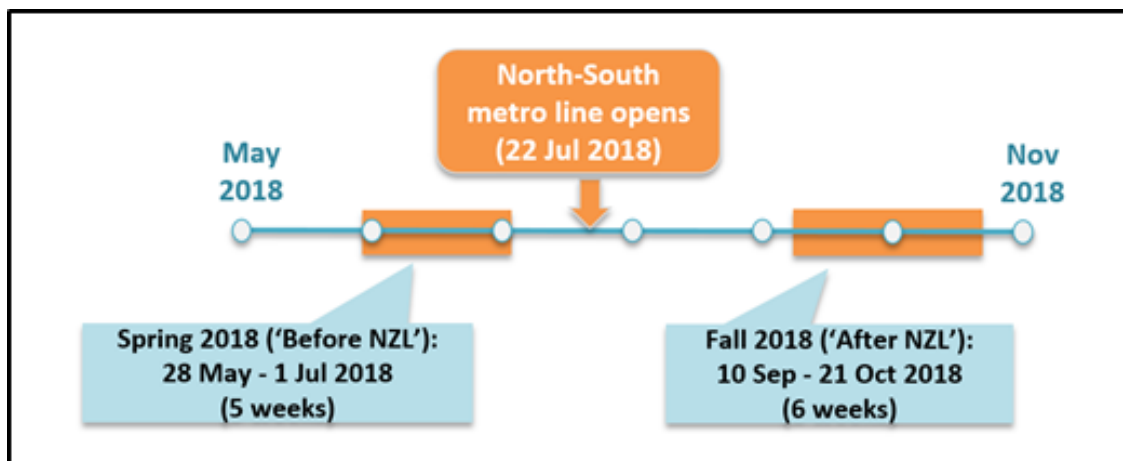 North-South
metro line opens
(22 Jul 2018)
May
2018
Nov
2018
Spring 2018 (‘Before NZL’):
28 May - 1 Jul 2018
(5 weeks)
Fall 2018 (‘After NZL’):
10 Sep - 21 Oct 2018
(6 weeks)